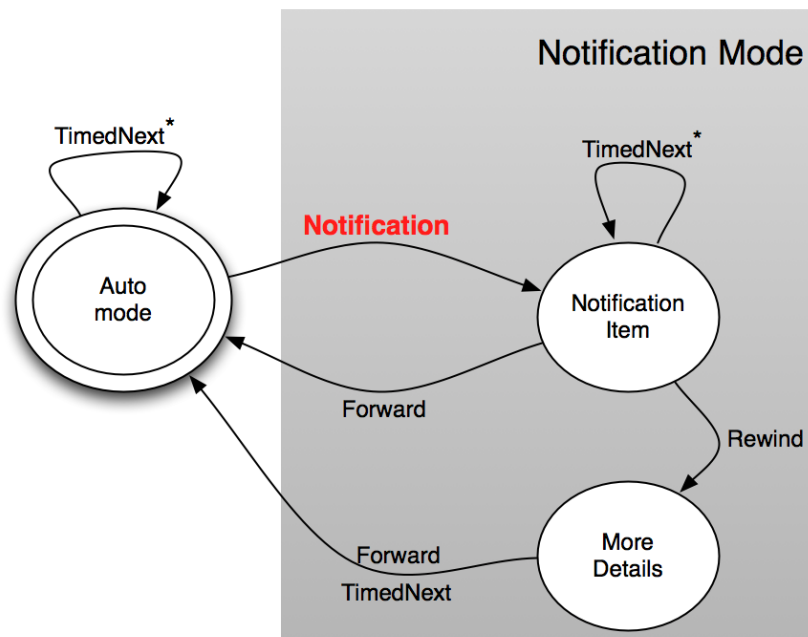 Notification Mode
TimedNext*
TimedNext*
Notification
Auto
mode
Notification
Item
Forward
Rewind
More
Details
Forward
TimedNext